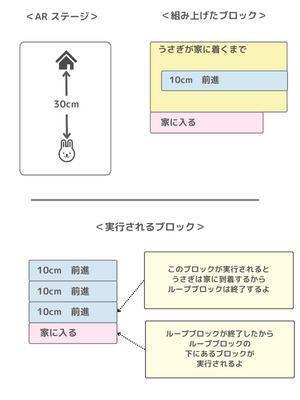 ＜AR ステージ＞
＜組み上げたブロック＞
うさぎが家に着くまで
10cm　前進
家に入る
30cm
＜実行されるブロック＞
10cm　前進
10cm　前進
10cm　前進
家に入る
このブロックが実行されると
うさぎは家に到着するから
ループブロックは終了するよ
ループブロックが終了したから
ループブロックの
下にあるブロックが
実行されるよ